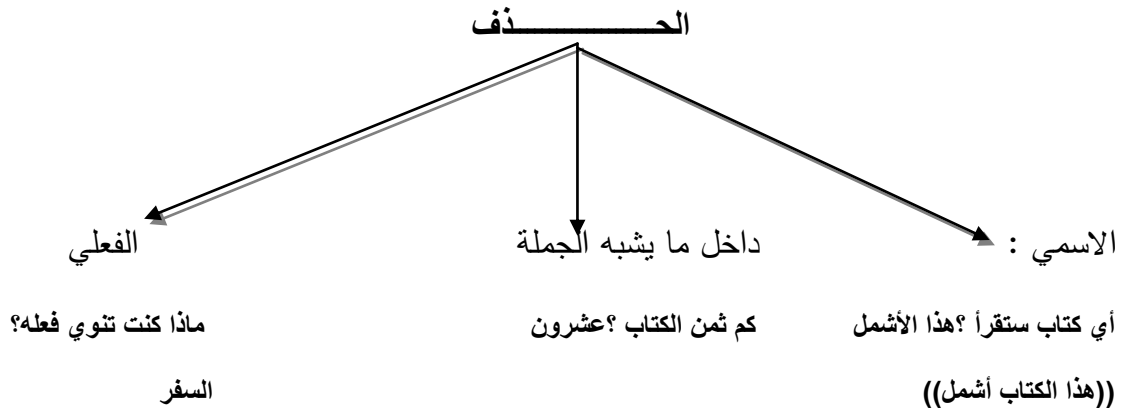 الحـــــــــــــــــذف
الاسمي :
داخل ما يشبه الجملة
الفعلي
أي كتاب ستقرأ ؟هذا الأشمل
كم ثمن الكتاب ؟عشرون
ماذا كنت تنوي فعله؟
((هذا الكتاب أشمل))
السفر